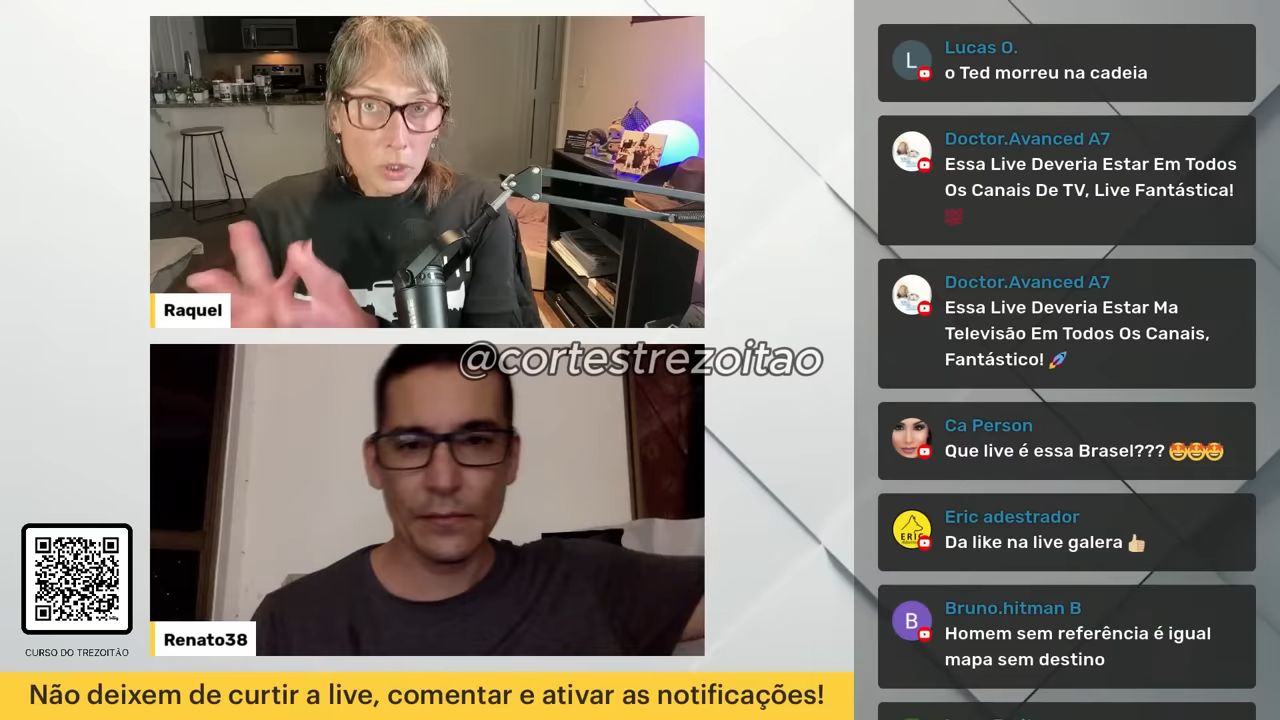 Raquel
@cortestrezoitao
Renato38
CURSO DO TREZOITÃO
Não deixem de curtir a live, comentar e ativar as notificações!
L
Lucas O.
o Ted morreu na cadeia
Doctor.Avanced A7
Essa Live Deveria Estar Em Todos
Os Canais De TV, Live Fantástica!
💯
Doctor.Avanced A7
Essa Live Deveria Estar Ma
Televisão Em Todos Os Canais,
Fantástico! 🚀
Ca Person
Que live é essa Brasel??? 🤩🤩🤩
ERIC
Eric adestrador
Da like na live galera 👍🏼
B
Bruno.hitman B
Homem sem referência é igual
mapa sem destino